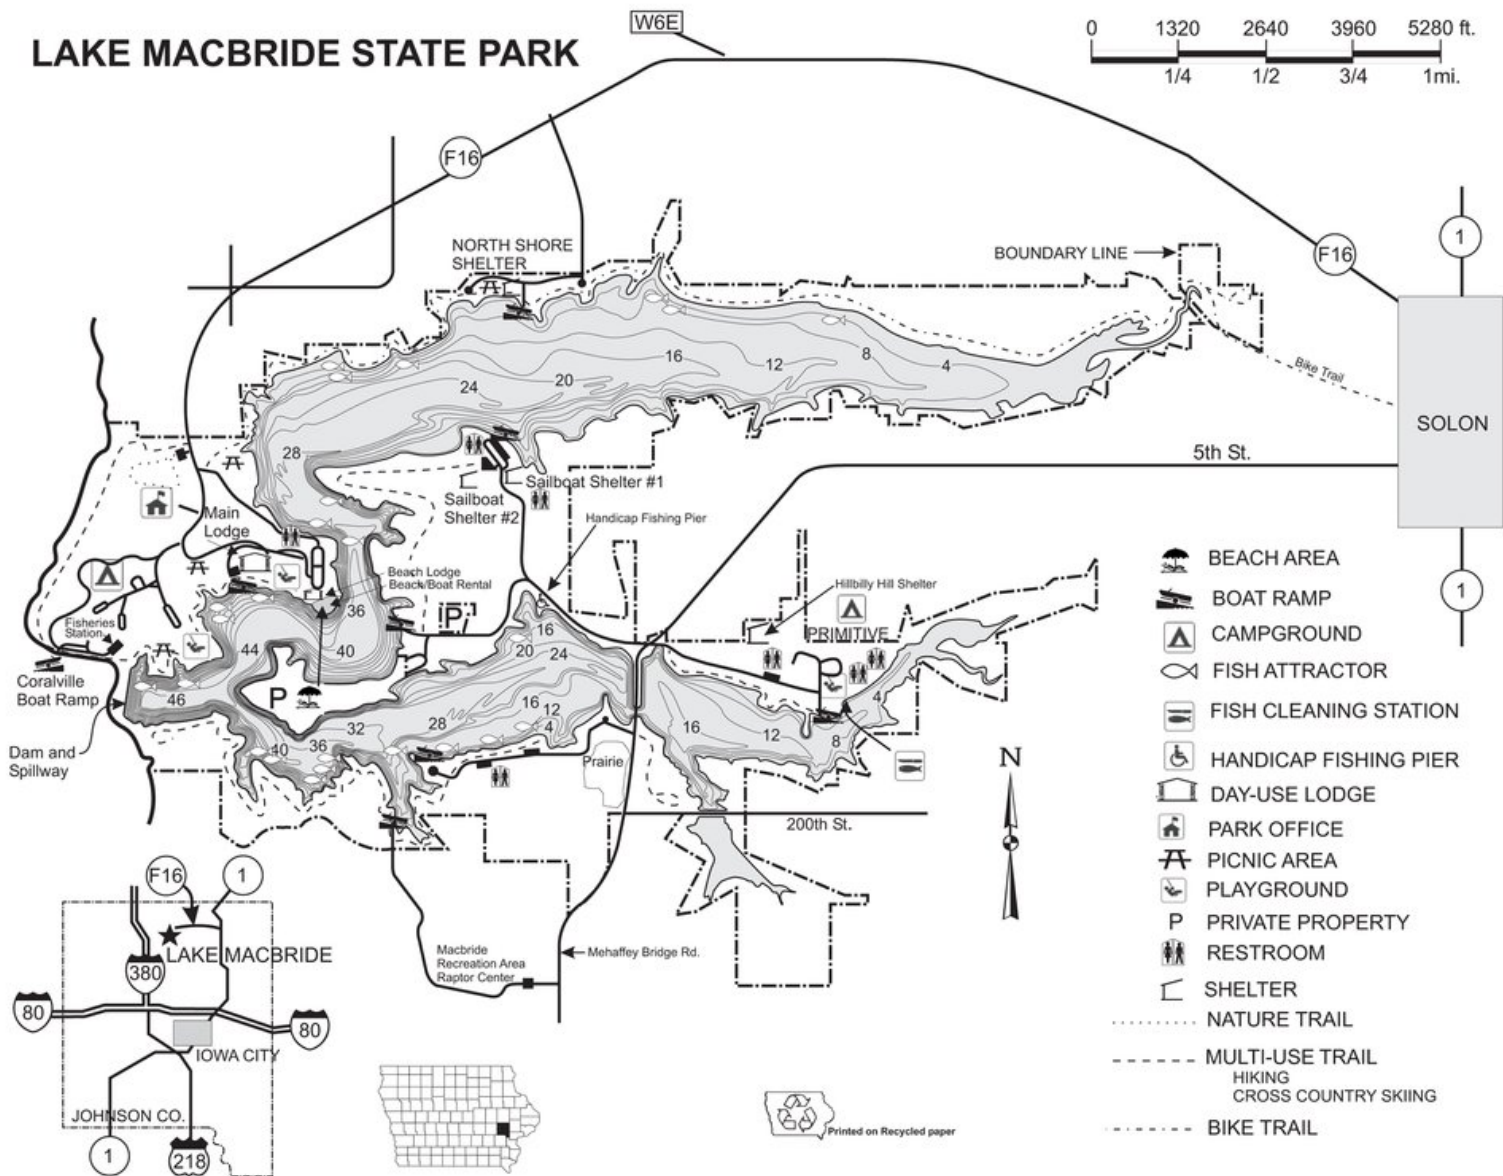 LAKE MACBRIDE STATE PARK
W6E
0 1320 2640 3960 5280 ft.
1/4 1/2 3/4 1mi.
F16
1
NORTH SHORE
SHELTER
BOUNDARY LINE
F16
16
12
8
4
24
20
Bike Trail
SOLON
28
5th St.
Sailboat Shelter #1
Sailboat
Shelter #2
Main
Lodge
Handicap Fishing Pier
Beach Lodge
Beack/Boat Rental
Hillbilly Hill Shelter
PRIMITIVE
1
36
P
16
20
24
Fisheries
Station
44
40
46
P
4
Coralville
Boat Ramp
32
28
16
12
4
16
12
8
40
36
Dam and
Spillway
Prairie
200th St.
N
BEACH AREA
BOAT RAMP
CAMPGROUND
FISH ATTRACTOR
FISH CLEANING STATION
HANDICAP FISHING PIER
DAY-USE LODGE
PARK OFFICE
PICNIC AREA
PLAYGROUND
P PRIVATE PROPERTY
RESTROOM
SHELTER
NATURE TRAIL
MULTI-USE TRAIL
HIKING
CROSS COUNTRY SKIING
BIKE TRAIL
Macbride
Recreation Area
Raptor Center
Mehaffey Bridge Rd.
F16
1
LAKE MACBRIDE
380
80
80
IOWA CITY
JOHNSON CO.
1
218
Printed on Recycled paper